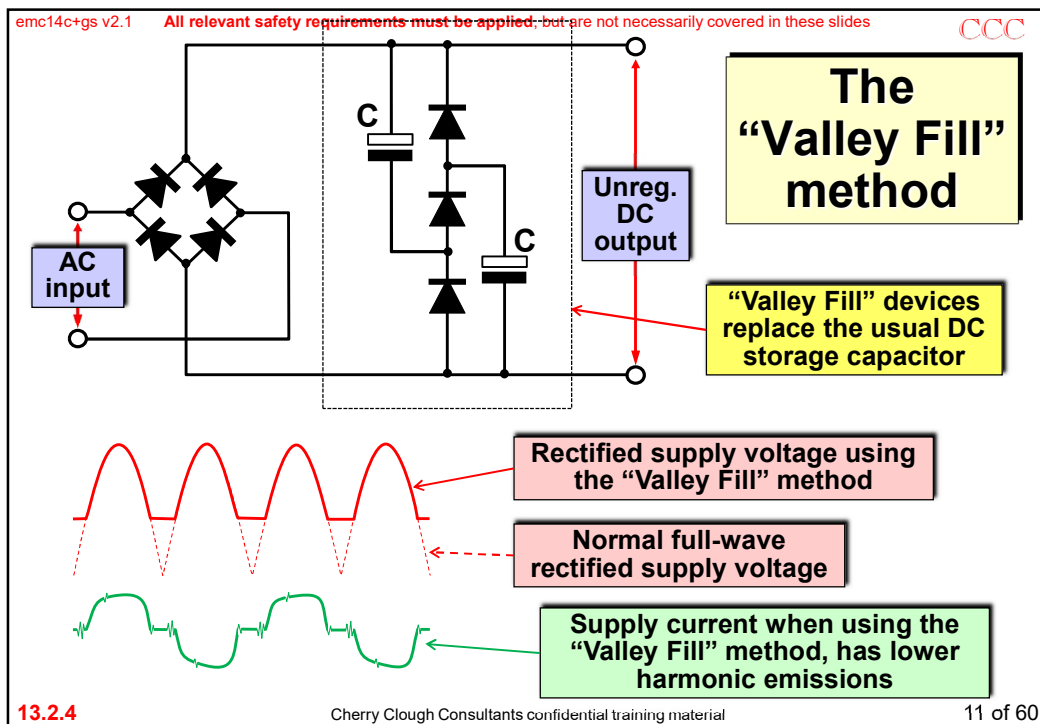 emc14c+gs v2.1 All relevant safety requirements must be applied, but are not necessarily covered in these slides CCC
The
“Valley Fill”
method
C
C
AC
input
Unreg.
DC
output
“Valley Fill” devices
replace the usual DC
storage capacitor
Rectified supply voltage using
the “Valley Fill” method
Normal full-wave
rectified supply voltage
Supply current when using the
“Valley Fill” method, has lower
harmonic emissions
13.2.4 Cherry Clough Consultants confidential training material 11 of 60